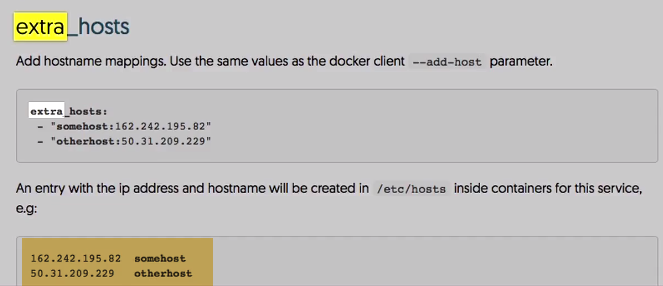 extra_hosts
Add hostname mappings. Use the same values as the docker client --add-host parameter.
extra_hosts:
- "somehost:162.242.195.82"
- "otherhost:50.31.209.229"
An entry with the ip address and hostname will be created in /etc/hosts inside containers for this service,
e.g:
162.242.195.82 somehost
50.31.209.229 otherhost